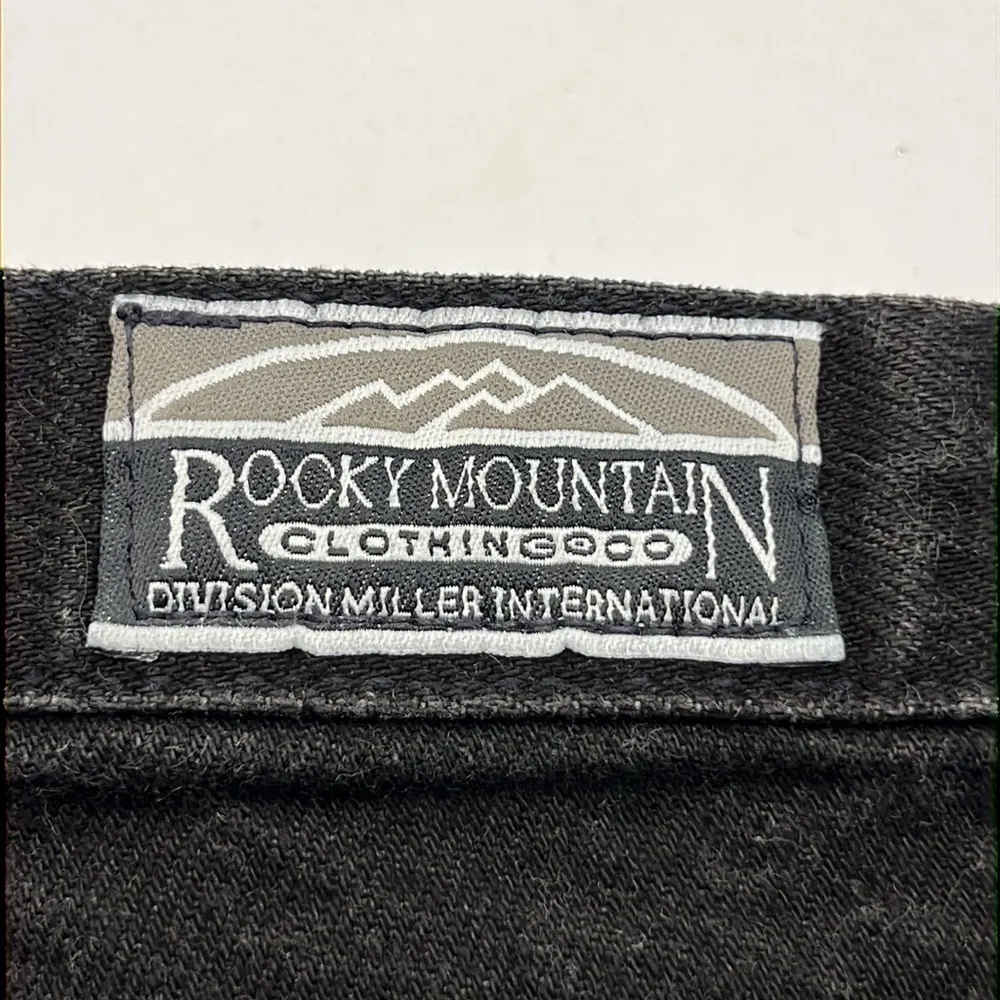 ROCKY MOUNTAIN
CLOTHING CO
DIVISION MILLER INTERNATIONAL